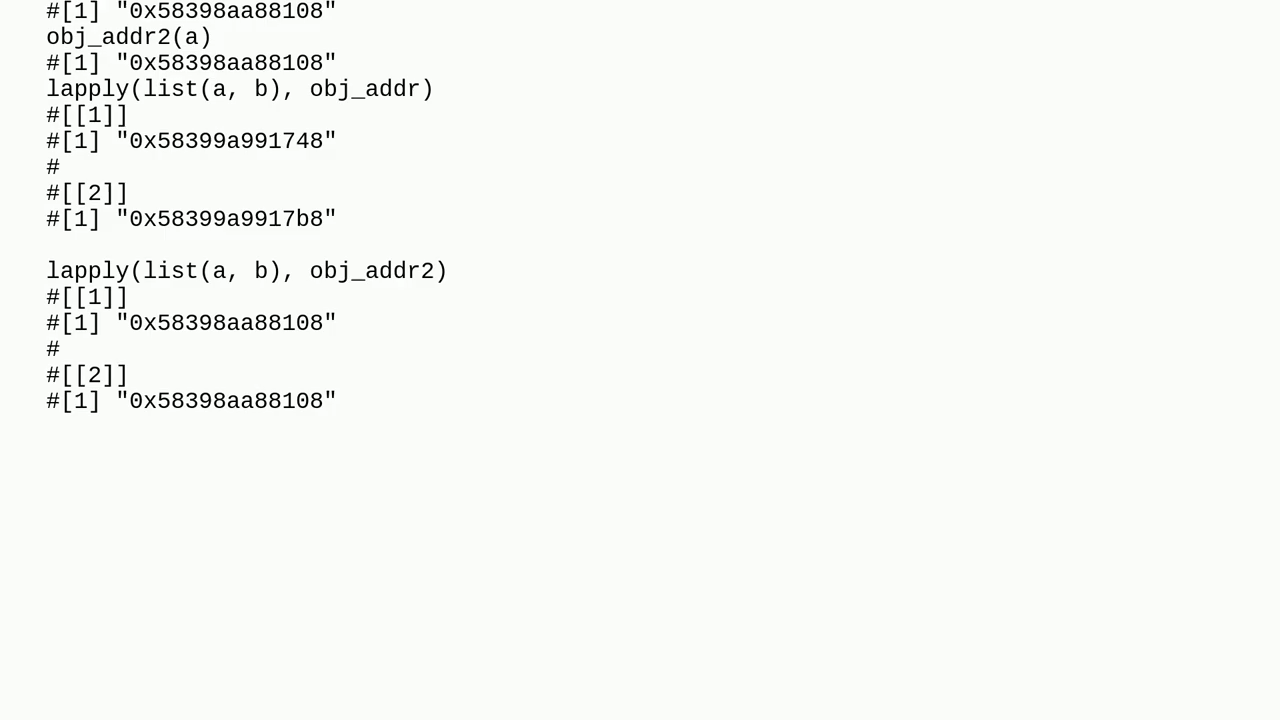 #[1] "0x58398aa88108"
obj_addr2(a)
#[1] "0x58398aa88108"
lapply(list(a, b), obj_addr)
#[[1]]
#[1] "0x58399a991748"
#
#[[2]]
#[1] "0x58399a9917b8"
lapply(list(a, b), obj_addr2)
#[[1]]
#[1] "0x58398aa88108"
#
#[[2]]
#[1] "0x58398aa88108"